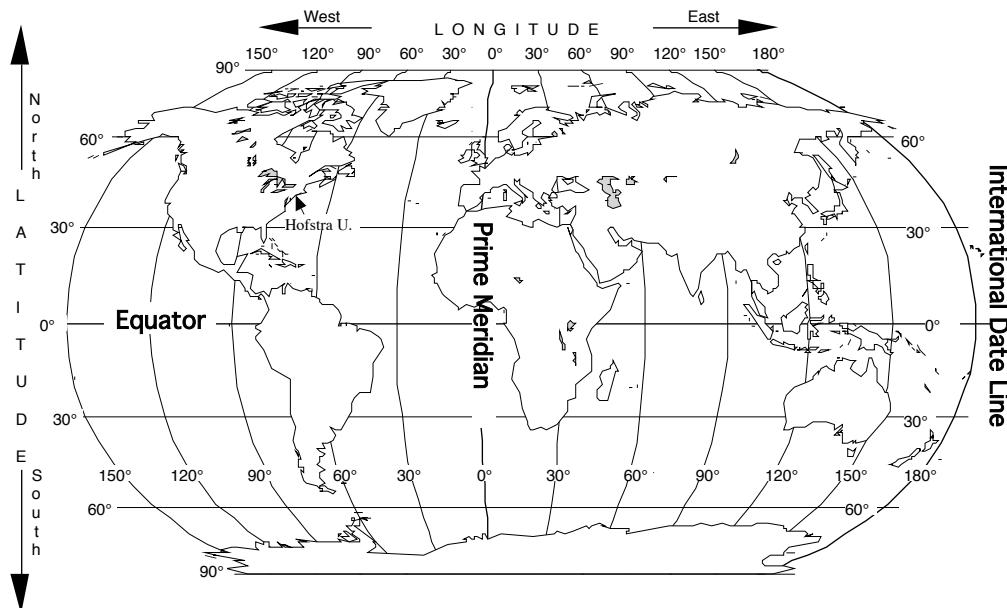 West East
L O N G I T U D E
150° 120° 90° 60° 30° 0° 30° 60° 90° 120° 150° 180°
90°
North
60° 60°
Hofstra U.
30° 30°
LATITUDE
Prime Meridian
International Date Line
Equator
0° 0°
30° 30°
150° 120° 90° 60° 30° 0° 30° 60° 90° 120° 150° 180°
South
60° 60°
90°